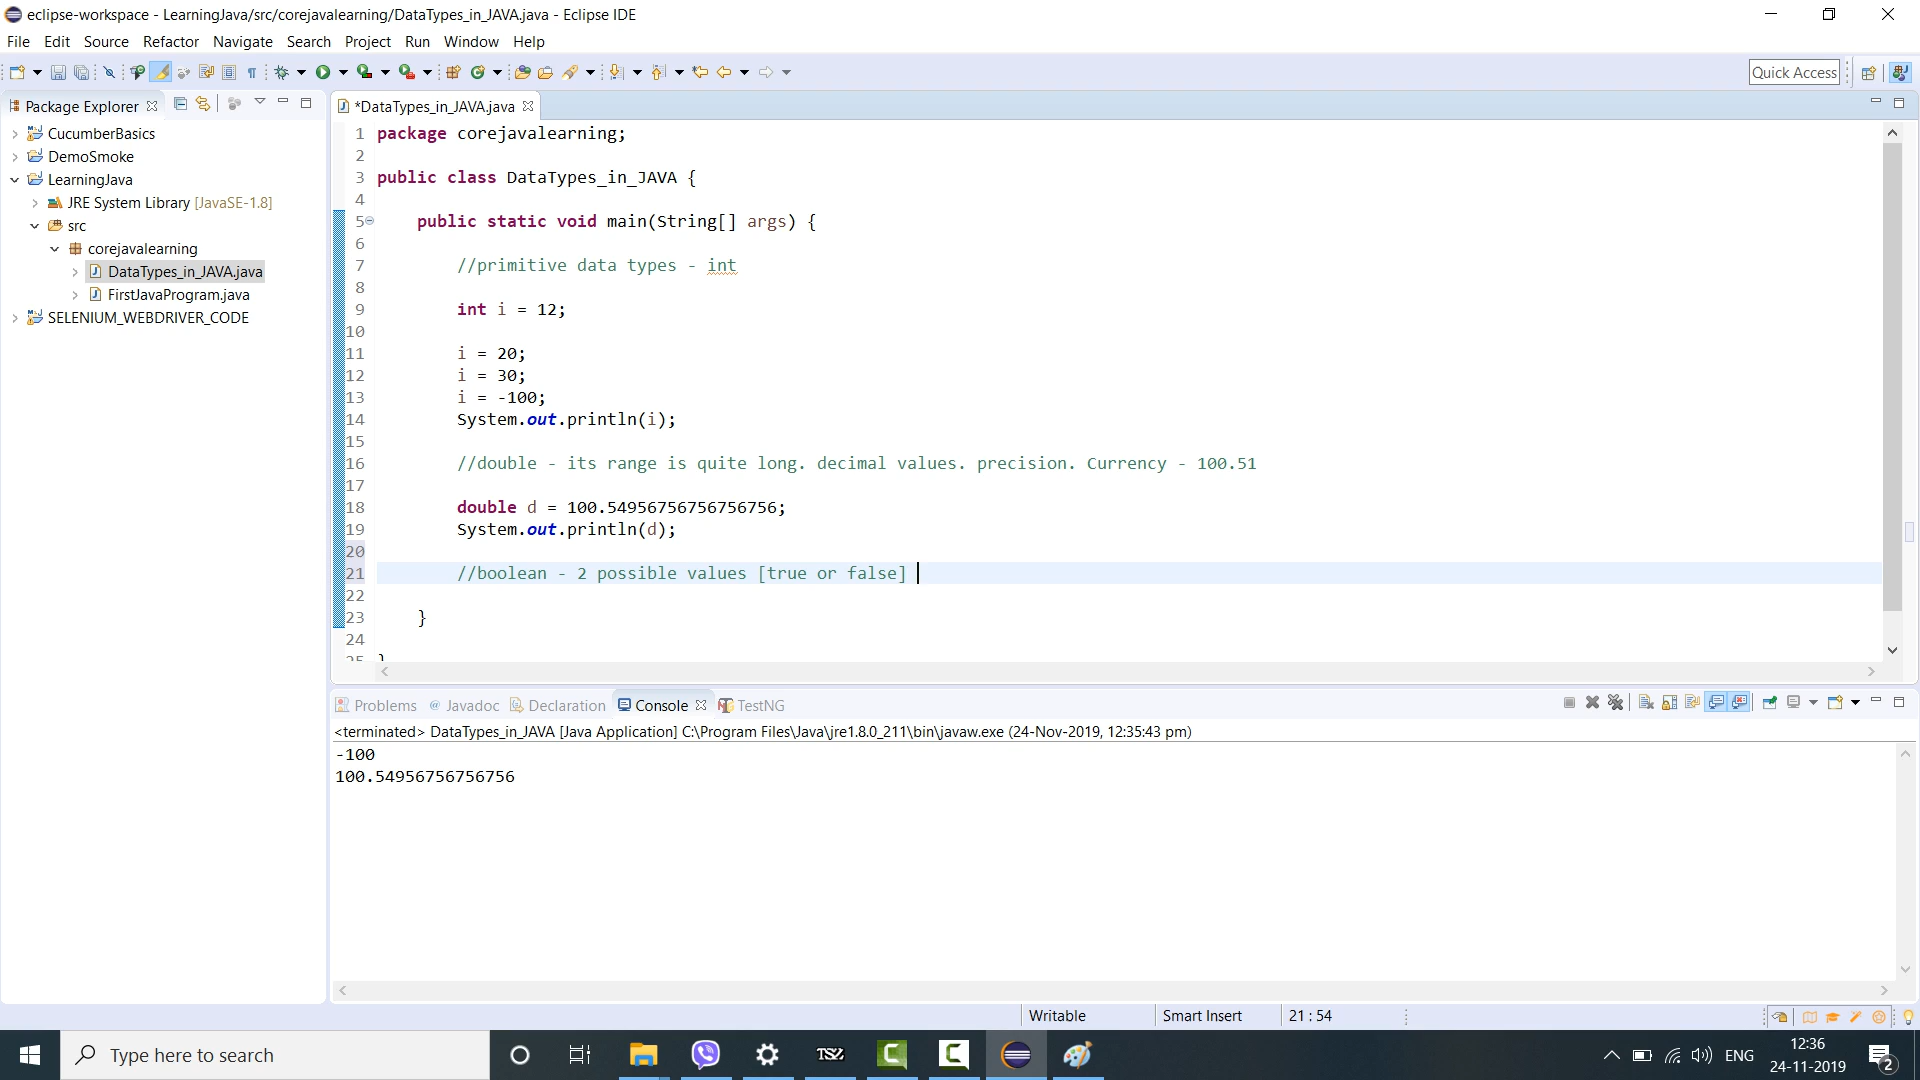 eclipse-workspace - LearningJava/src/corejavalearning/DataTypes_in_JAVA.java - Eclipse IDE
File Edit Source Refactor Navigate Search Project Run Window Help
Quick Access
Package Explorer
*DataTypes_in_JAVA.java
CucumberBasics
DemoSmoke
LearningJava
JRE System Library [JavaSE-1.8]
src
corejavalearning
DataTypes_in_JAVA.java
FirstJavaProgram.java
SELENIUM_WEBDRIVER_CODE
1 package corejavalearning;
2
3 public class DataTypes_in_JAVA {
4
5 public static void main(String[] args) {
6
7 //primitive data types - int
8
9 int i = 12;
10
11 i = 20;
12 i = 30;
13 i = -100;
14 System.out.println(i);
15
16 //double - its range is quite long. decimal values. precision. Currency - 100.51
17
18 double d = 100.54956756756756756;
19 System.out.println(d);
20
21 //boolean - 2 possible values [true or false]
22
23 }
24
25 }
Problems @ Javadoc Declaration Console TestNG
<terminated> DataTypes_in_JAVA [Java Application] C:\Program Files\Java\jre1.8.0_211\bin\javaw.exe (24-Nov-2019, 12:35:43 pm)
-100
100.54956756756756
Writable Smart Insert 21 : 54
Type here to search
TS2
ENG
12:36
24-11-2019
2